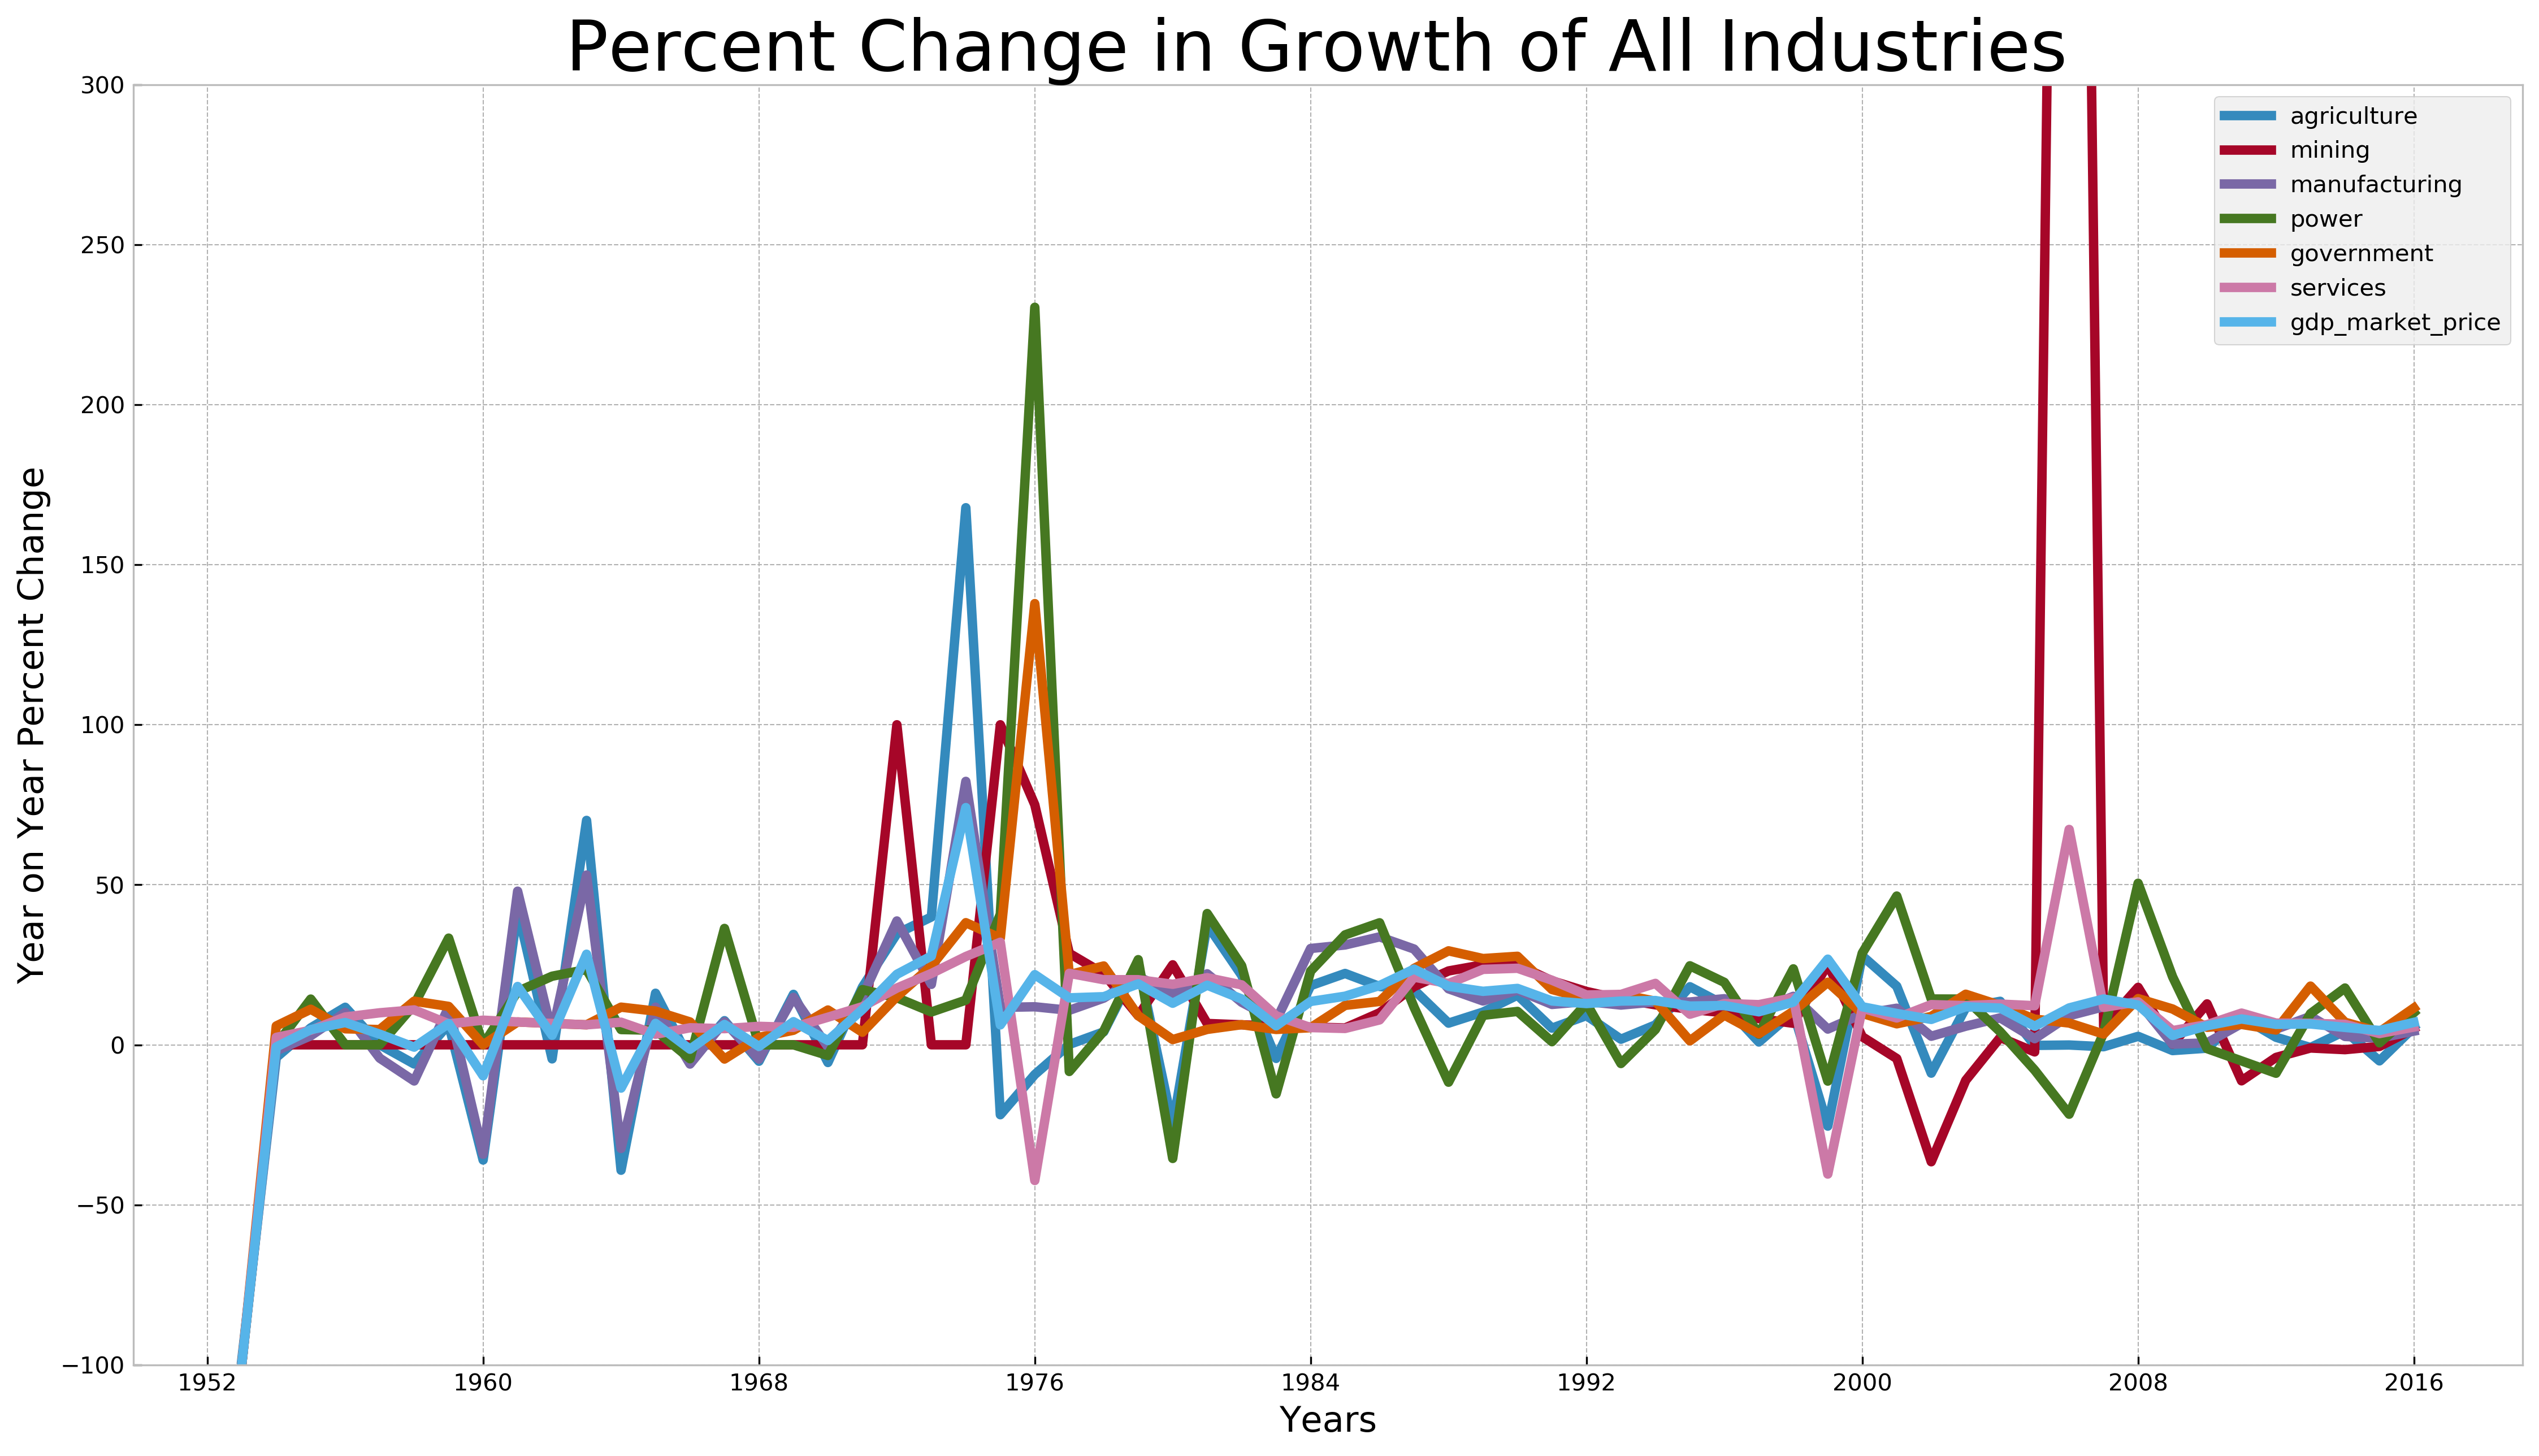 Percent Change in Growth of All Industries
300
250
200
150
100
50
0
−50
−100
Year on Year Percent Change
agriculture
mining
manufacturing
power
government
services
gdp_market_price
1952
1960
1968
1976
1984
1992
2000
2008
2016
Years